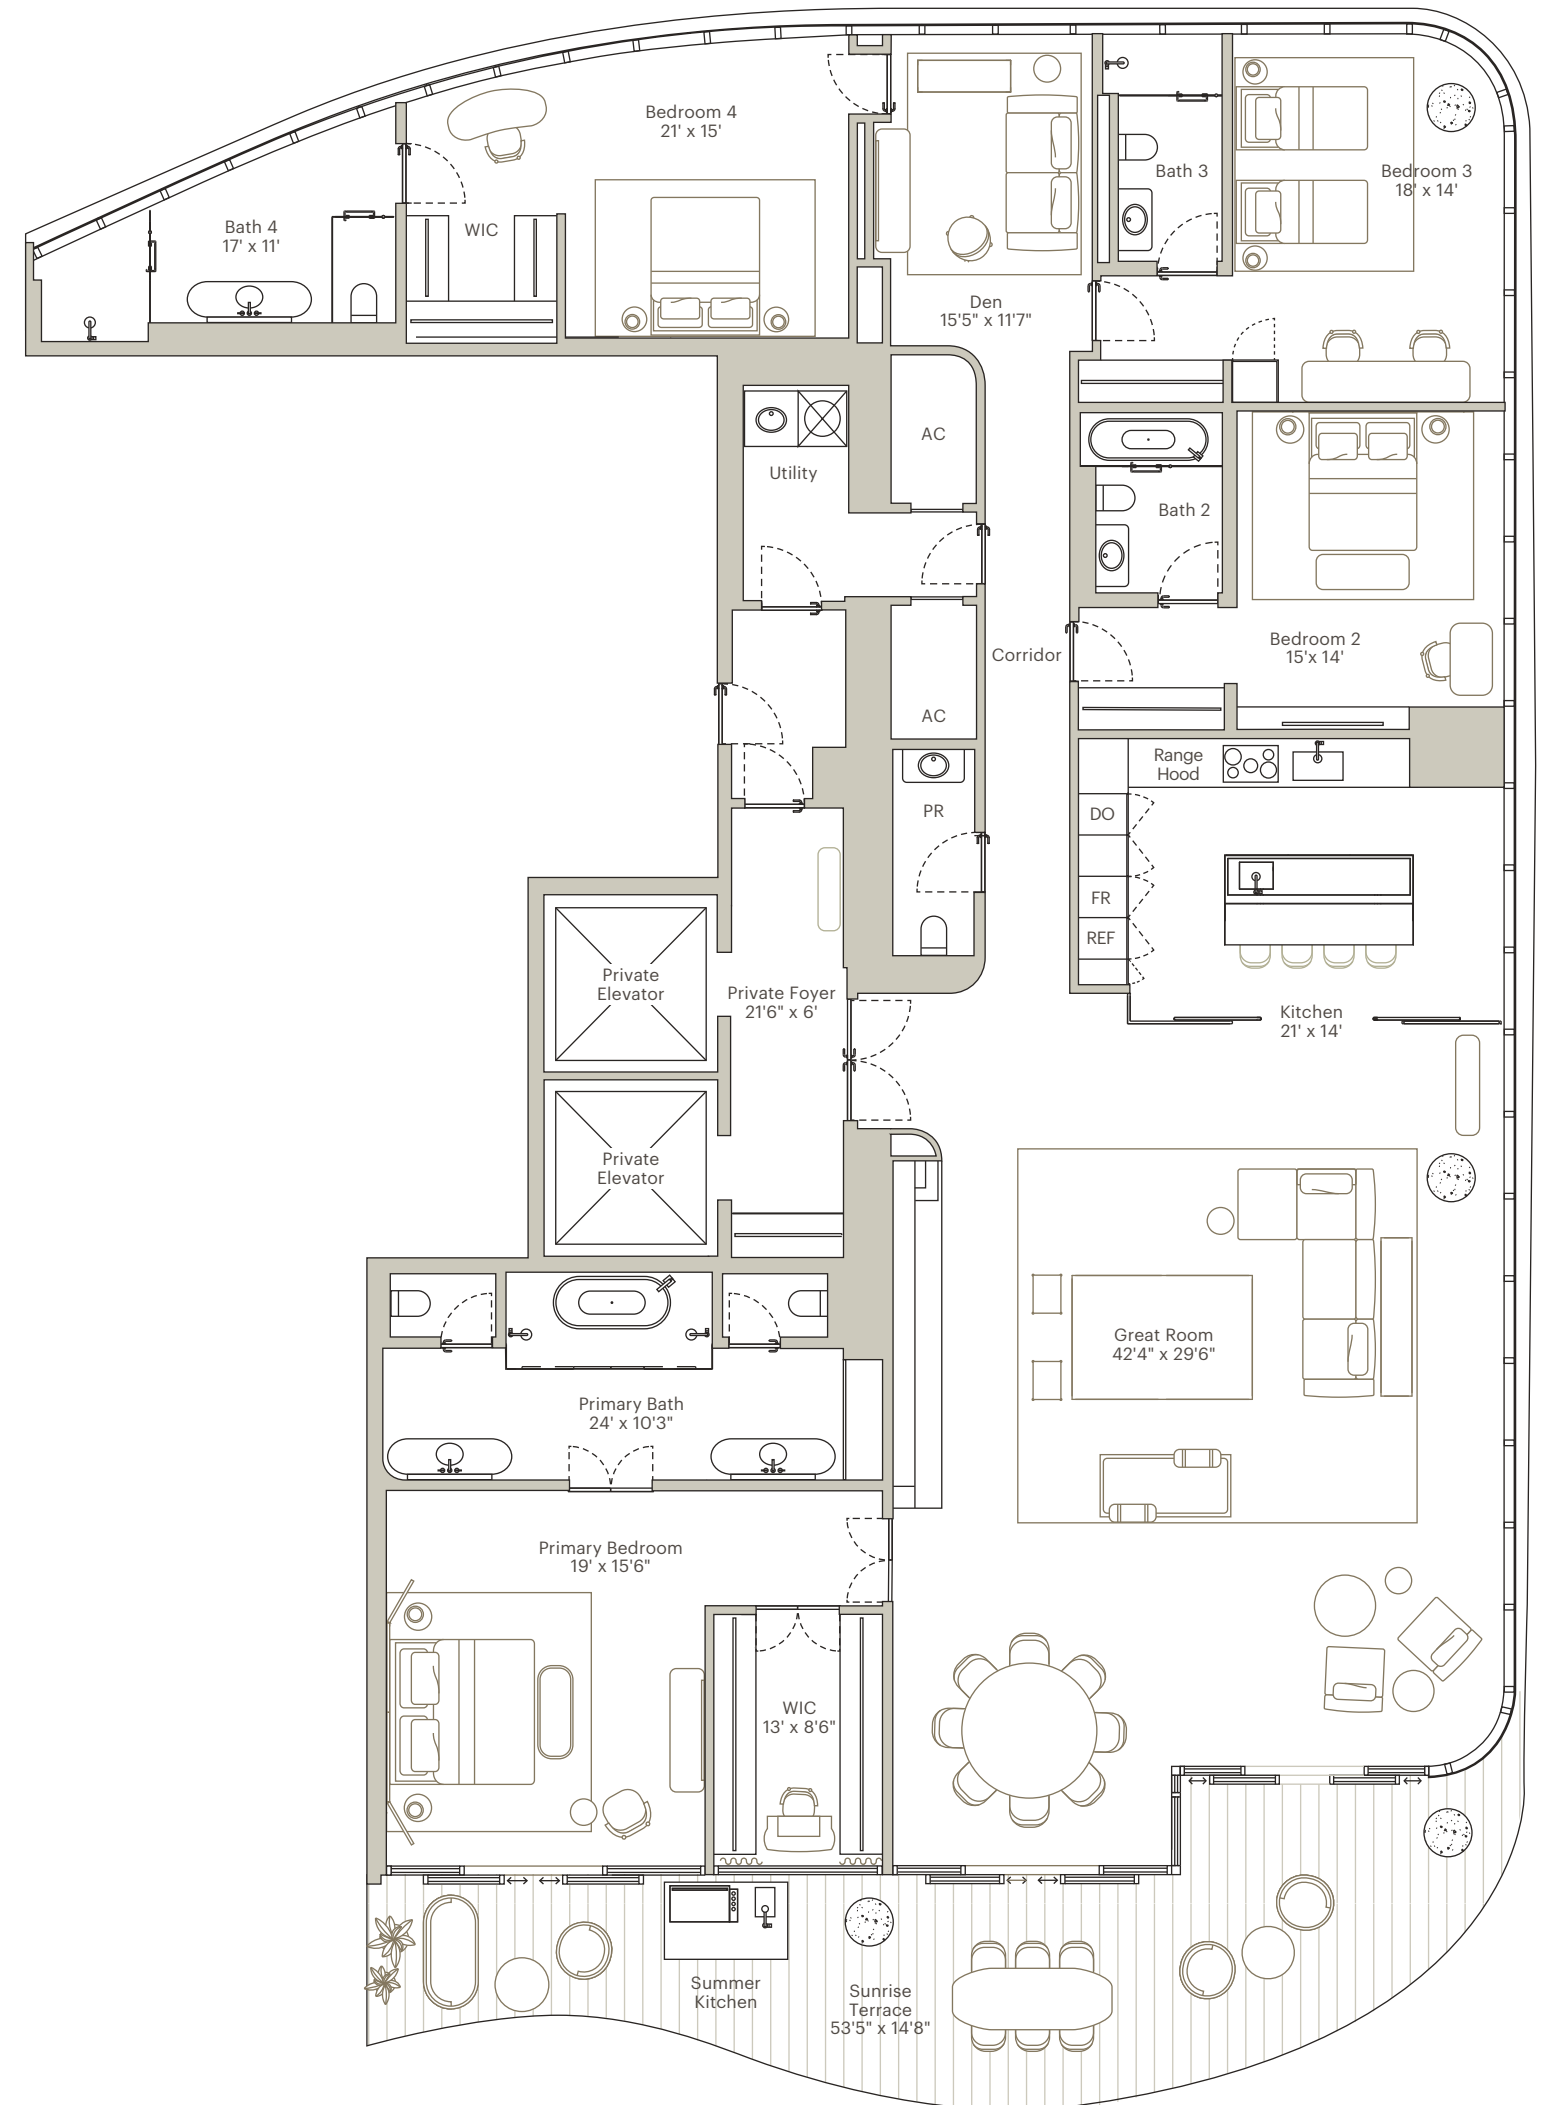 Bedroom 4
21' x 15'
Bath 3
Bedroom 3
18' x 14'
Bath 4
17' x 11'
WIC
Den
15'5" x 11'7"
AC
Utility
Bath 2
Bedroom 2
15'x 14'
Corridor
AC
Range
Hood
PR
DO
FR
REF
Private
Elevator
Private Foyer
21'6" x 6'
Kitchen
21' x 14'
Private
Elevator
Great Room
42'4" x 29'6"
Primary Bath
24' x 10'3"
Primary Bedroom
19' x 15'6"
WIC
13' x 8'6"
Summer
Kitchen
Sunrise
Terrace
53'5" x 14'8"